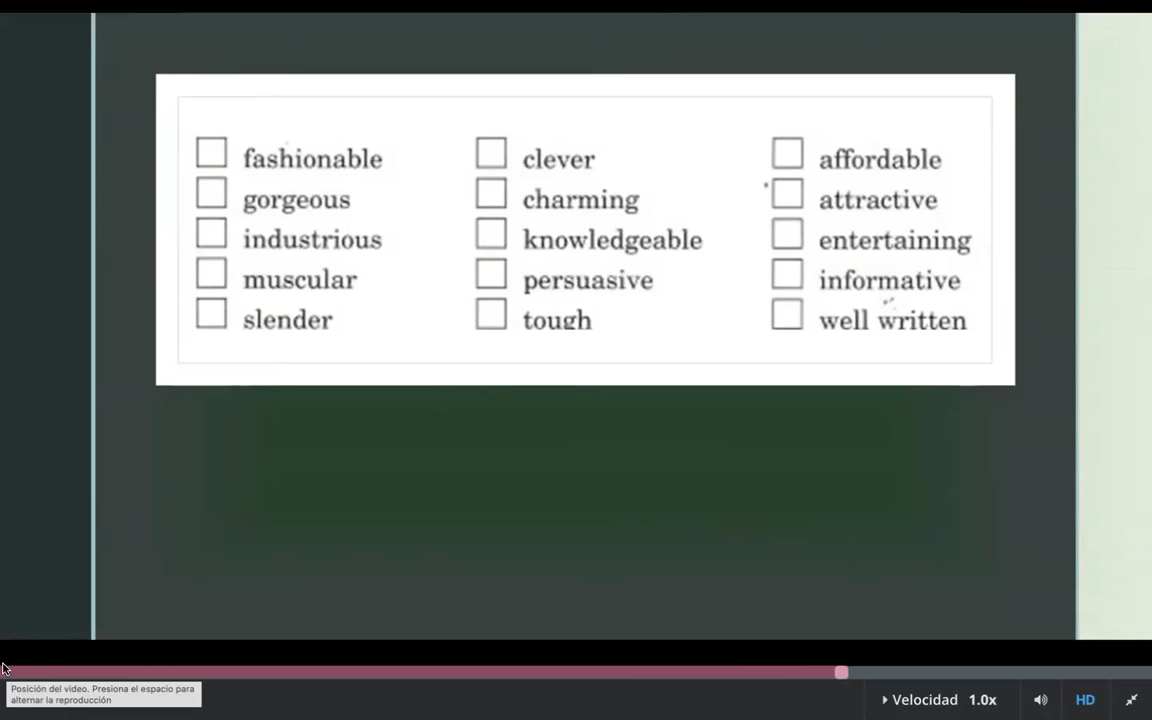 fashionable
gorgeous
industrious
muscular
slender
clever
charming
knowledgeable
persuasive
tough
affordable
attractive
entertaining
informative
well written
Posición del video. Presiona el espacio para
alternar la reproducción
Velocidad 1.0x
HD